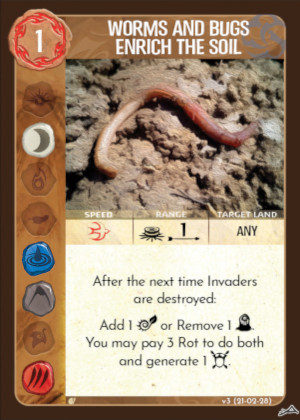 1
WORMS AND BUGS
ENRICH THE SOIL
SPEED RANGE TARGET LAND
1 ANY
After the next time Invaders
are destroyed:
Add 1 or Remove 1 .
You may pay 3 Rot to do both
and generate 1 .
v3 (21-02-28)